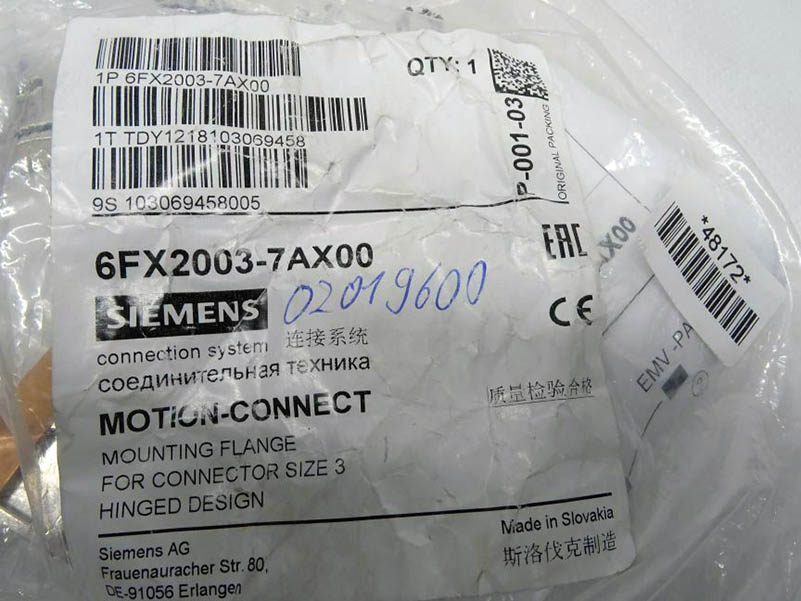 1P 6FX2003-7AX00
QTY: 1
1T TDY1218103069458
9S 103069458005
P-001-03
ORIGINAL PACKING
6FX2003-7AX00
EAC
SIEMENS
02019600
CE
connection system 连接系统
соединительная техника
质量检验合格
MOTION-CONNECT
MOUNTING FLANGE
FOR CONNECTOR SIZE 3
HINGED DESIGN
Made in Slovakia
斯洛伐克制造
Siemens AG
Frauenauracher Str. 80,
DE-91056 Erlangen
AX00
*48172*
EMV-PA